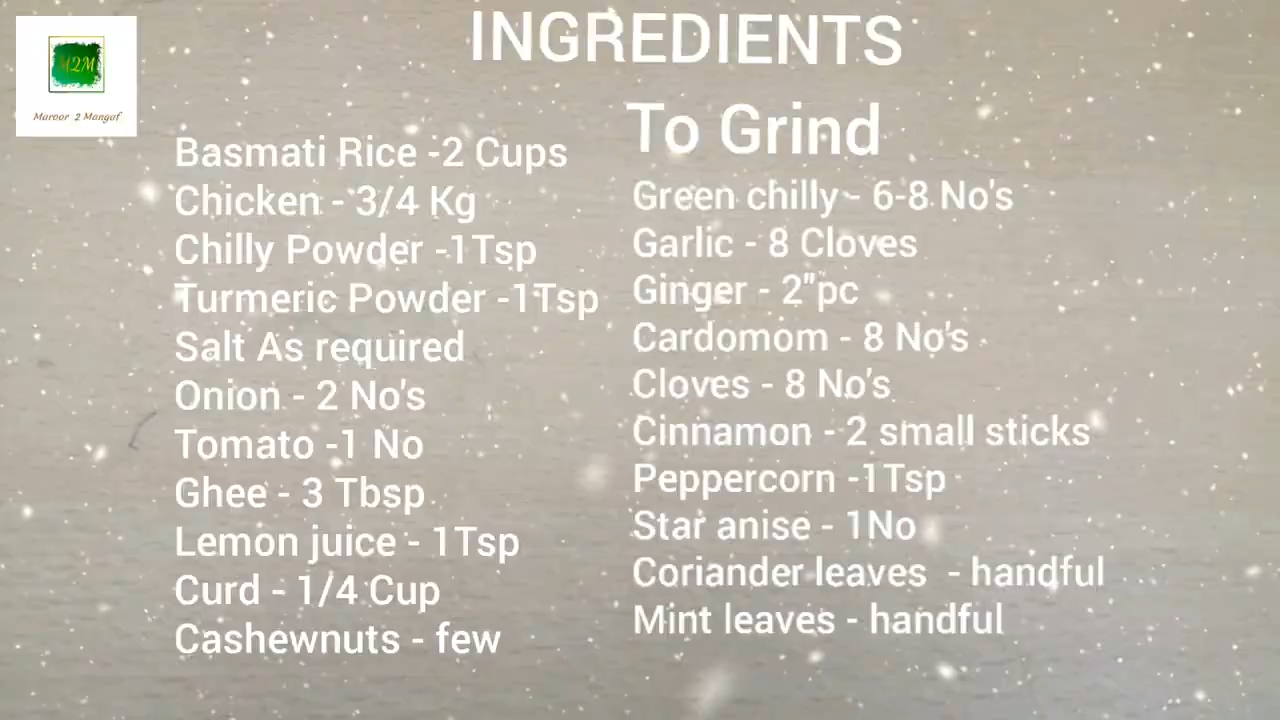 M2M
Maroor 2 Mangaf
INGREDIENTS
Basmati Rice -2 Cups
Chicken - 3/4 Kg
Chilly Powder -1Tsp
Turmeric Powder -1Tsp
Salt As required
Onion - 2 No's
Tomato -1 No
Ghee - 3 Tbsp
Lemon juice - 1Tsp
Curd - 1/4 Cup
Cashewnuts - few
To Grind
Green chilly - 6-8 No's
Garlic - 8 Cloves
Ginger - 2"pc
Cardomom - 8 No's
Cloves - 8 No's
Cinnamon - 2 small sticks
Peppercorn -1Tsp
Star anise - 1No
Coriander leaves - handful
Mint leaves - handful